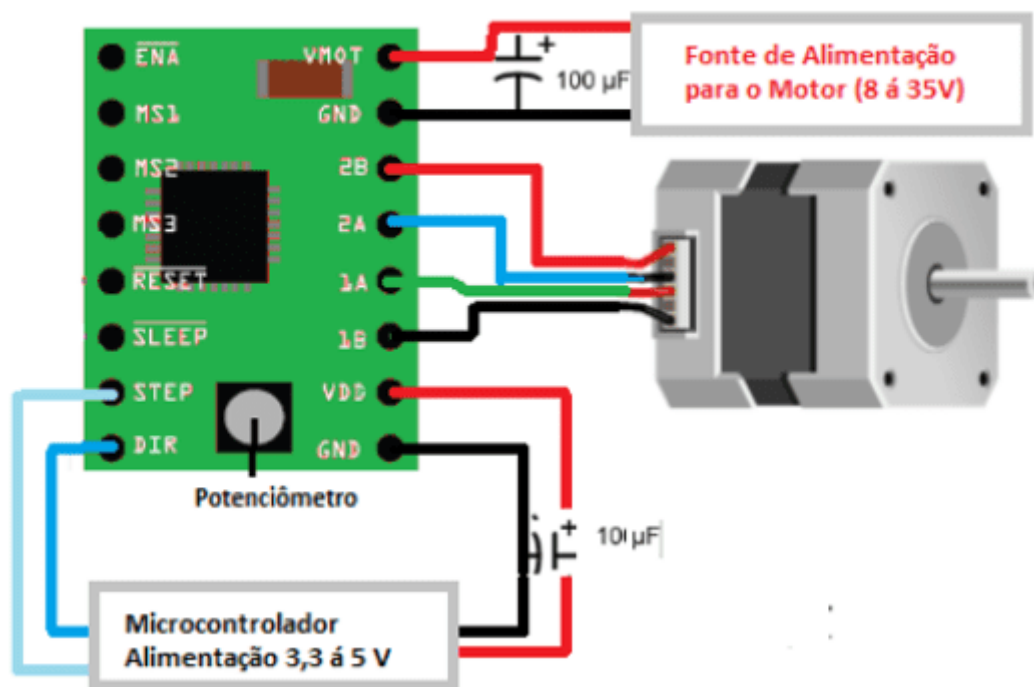 ENA
VMOT
Fonte de Alimentação
para o Motor (8 á 35V)
+
100 µF
MS1
GND
MS2
2B
MS3
2A
RESET
1A
SLEEP
1B
STEP
VDD
DIR
GND
Potenciômetro
+
µF
Microcontrolador
Alimentação 3,3 á 5 V